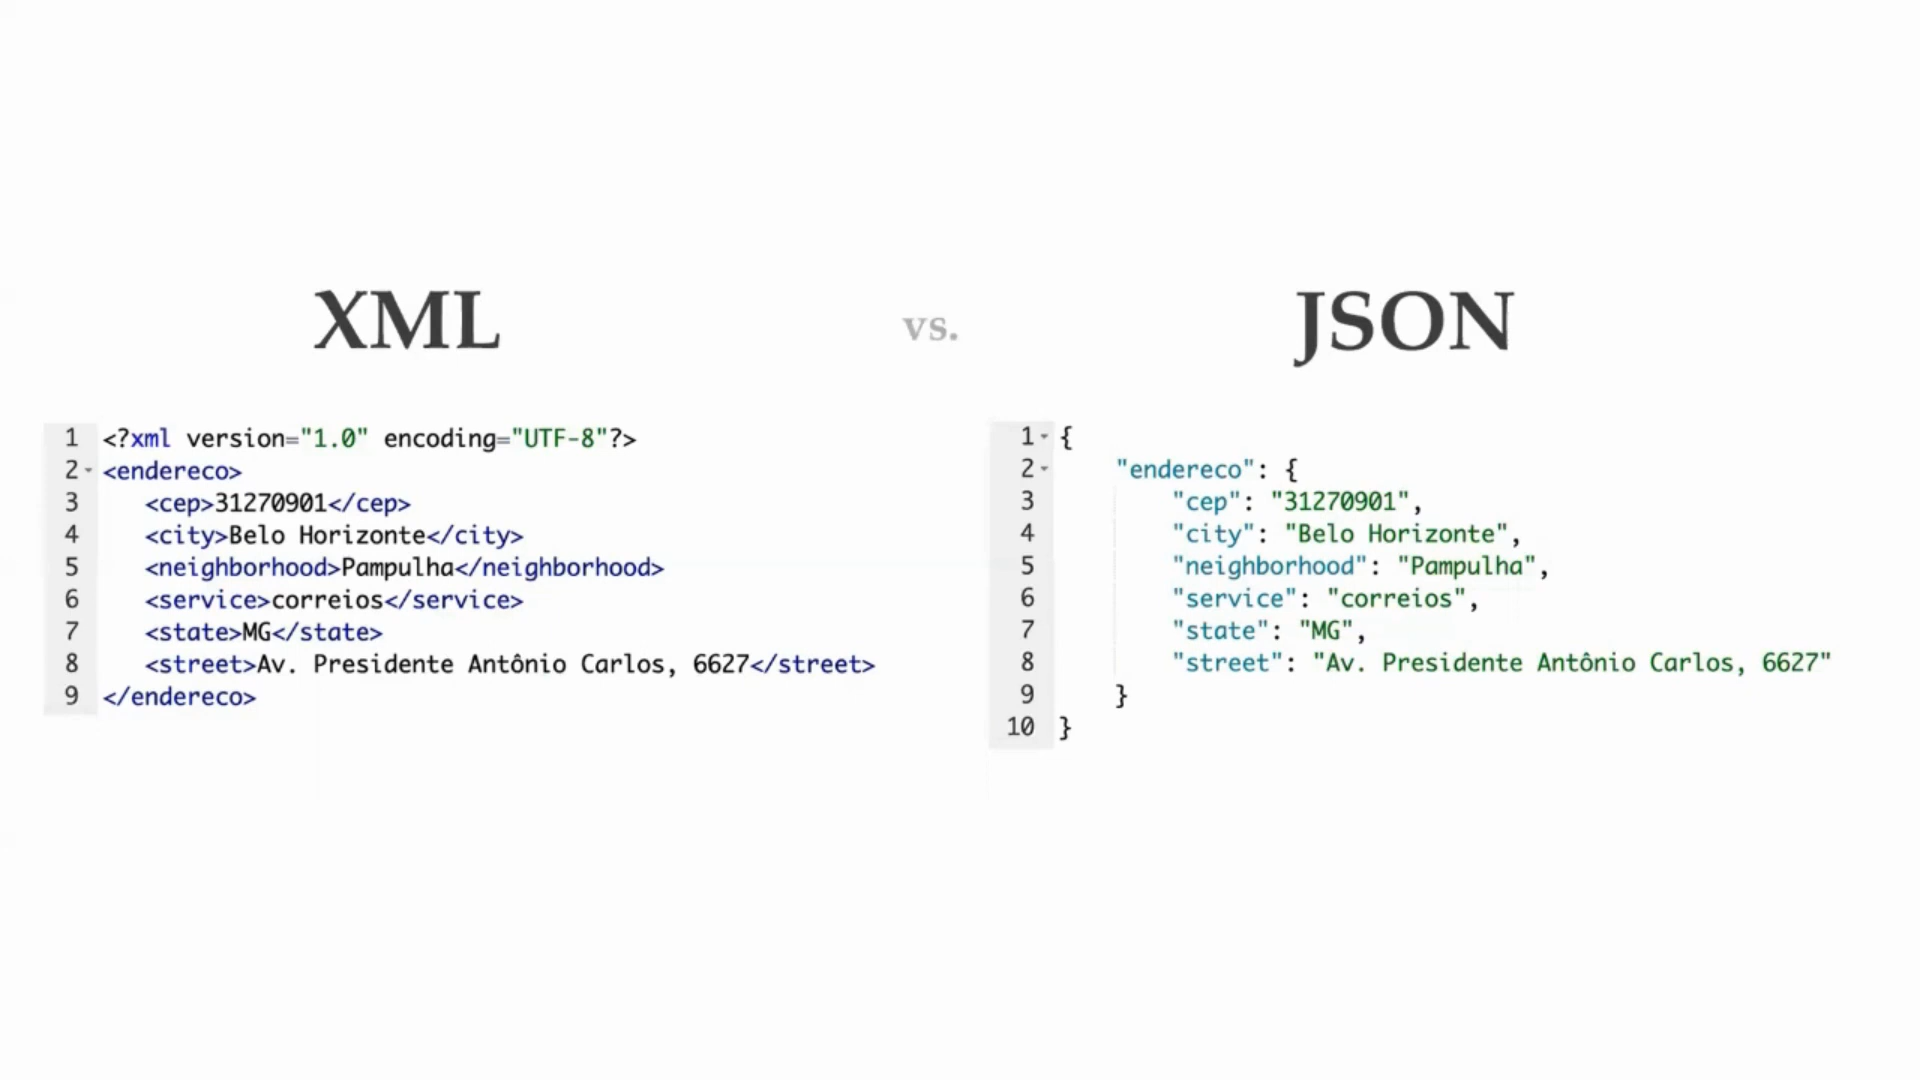 XML vs. JSON
1 <?xml version="1.0" encoding="UTF-8"?>
2 <endereco>
3 <cep>31270901</cep>
4 <city>Belo Horizonte</city>
5 <neighborhood>Pampulha</neighborhood>
6 <service>correios</service>
7 <state>MG</state>
8 <street>Av. Presidente Antônio Carlos, 6627</street>
9 </endereco>
1 {
2 "endereco": {
3 "cep": "31270901",
4 "city": "Belo Horizonte",
5 "neighborhood": "Pampulha",
6 "service": "correios",
7 "state": "MG",
8 "street": "Av. Presidente Antônio Carlos, 6627"
9 }
10 }